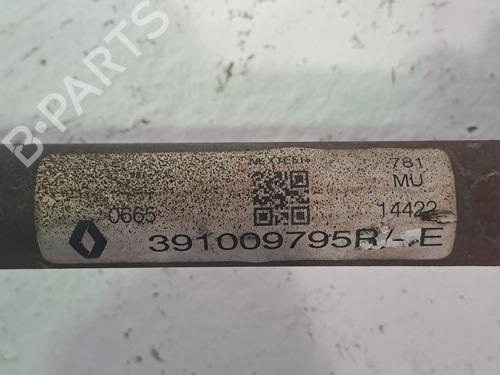 B-PARTS
NEXTEER
781
MU
0665
14422
391009795R/-E